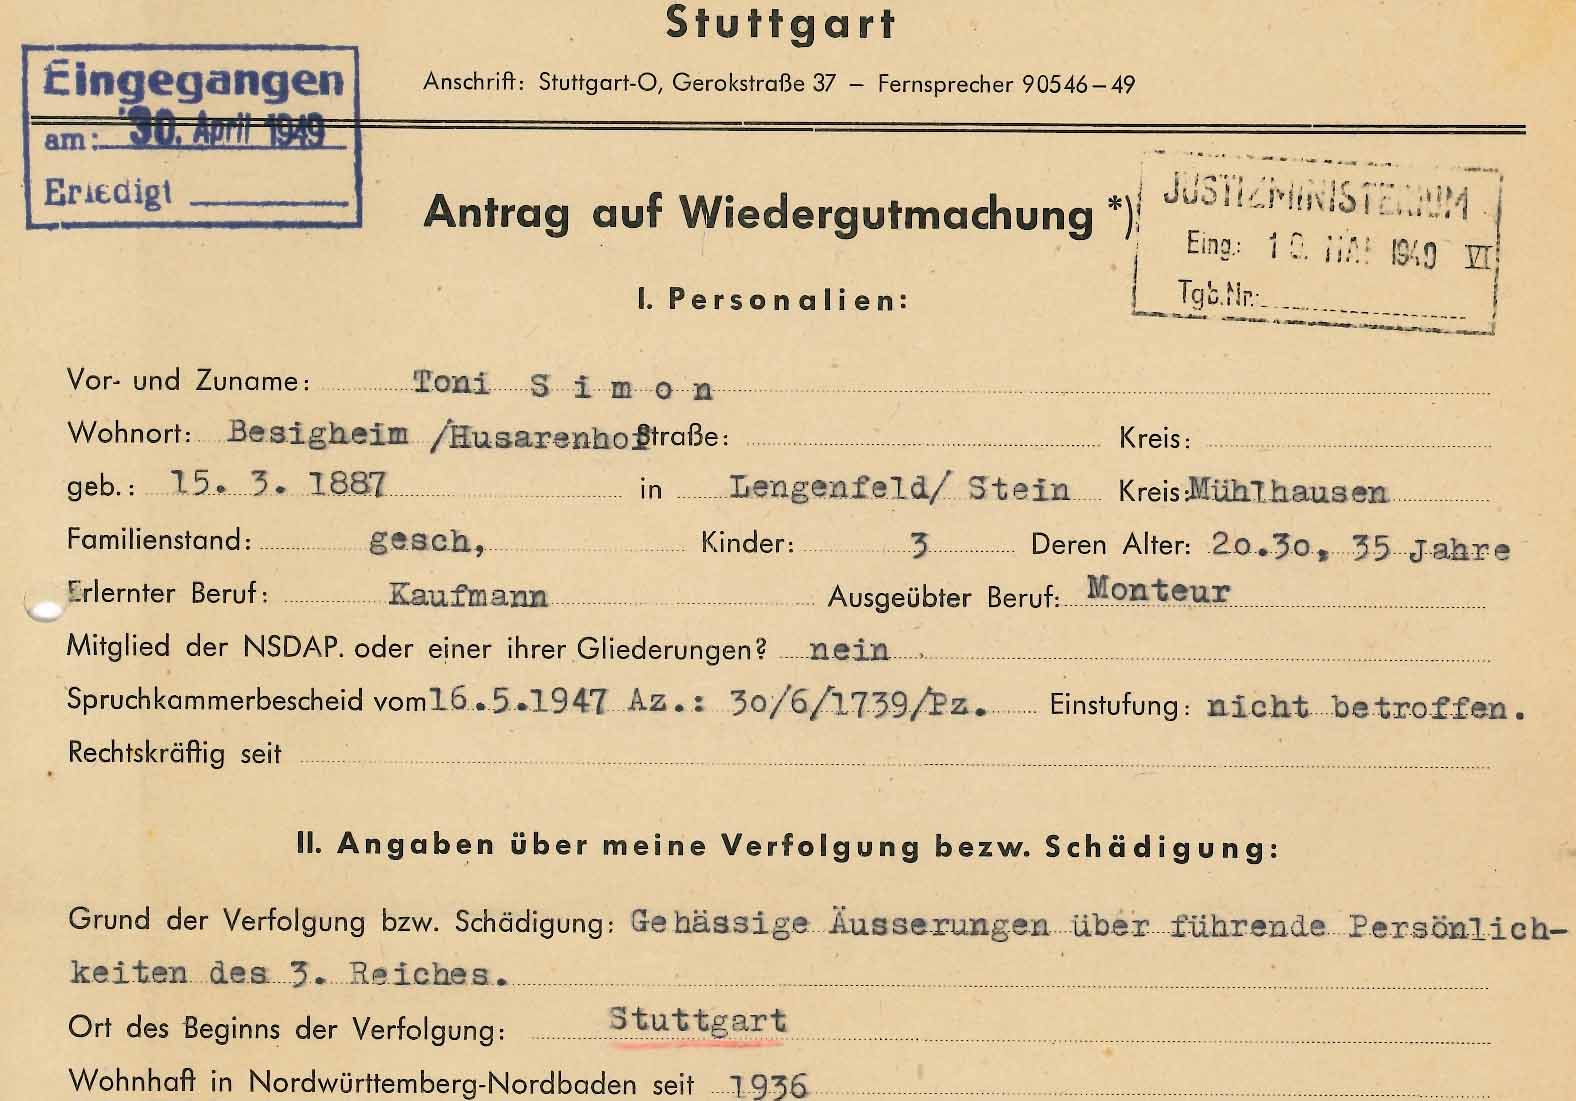 Stuttgart
Anschrift: Stuttgart-O, Gerokstraße 37 — Fernsprecher 90546—49
Eingegangen
am: 30. April 1949
Erledigt
Antrag auf Wiedergutmachung *)
JUSTIZMINISTERIUM
Eing.: MAI 1949 VI
Tgb.Nr.:
I. Personalien:
Vor- und Zuname: Toni S i m o n
Wohnort: Besigheim /Husarenhof Straße: Kreis:
geb.: 15. 3. 1887 in Lengenfeld/ Stein Kreis: Mühlhausen
Familienstand: gesch, Kinder: 3 Deren Alter: 20.30, 35 Jahre
Erlernter Beruf: Kaufmann Ausgeübter Beruf: Monteur
Mitglied der NSDAP. oder einer ihrer Gliederungen? nein
Spruchkammerbescheid vom 16.5.1947 Az.: 30/6/1739/Pz. Einstufung: nicht betroffen.
Rechtskräftig seit
II. Angaben über meine Verfolgung bezw. Schädigung:
Grund der Verfolgung bzw. Schädigung: Gehässige Äusserungen über führende Persönlich-
keiten des 3. Reiches.
Ort des Beginns der Verfolgung: Stuttgart
Wohnhaft in Nordwürttemberg-Nordbaden seit 1936